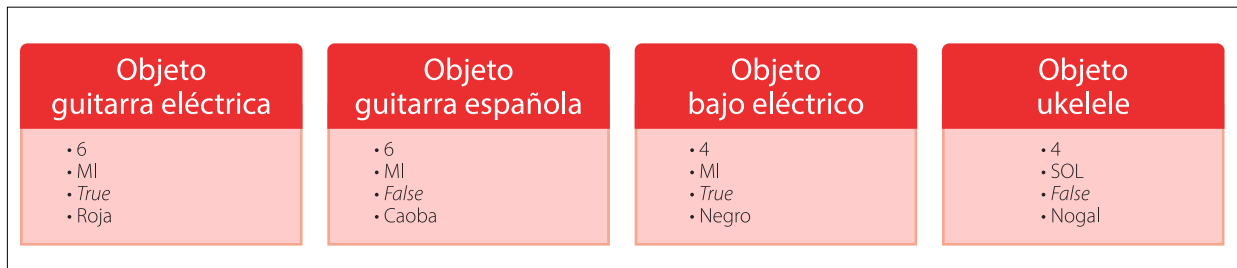 Objeto
guitarra eléctrica
• 6
• MI
• True
• Roja
Objeto
guitarra española
• 6
• MI
• False
• Caoba
Objeto
bajo eléctrico
• 4
• MI
• True
• Negro
Objeto
ukelele
• 4
• SOL
• False
• Nogal